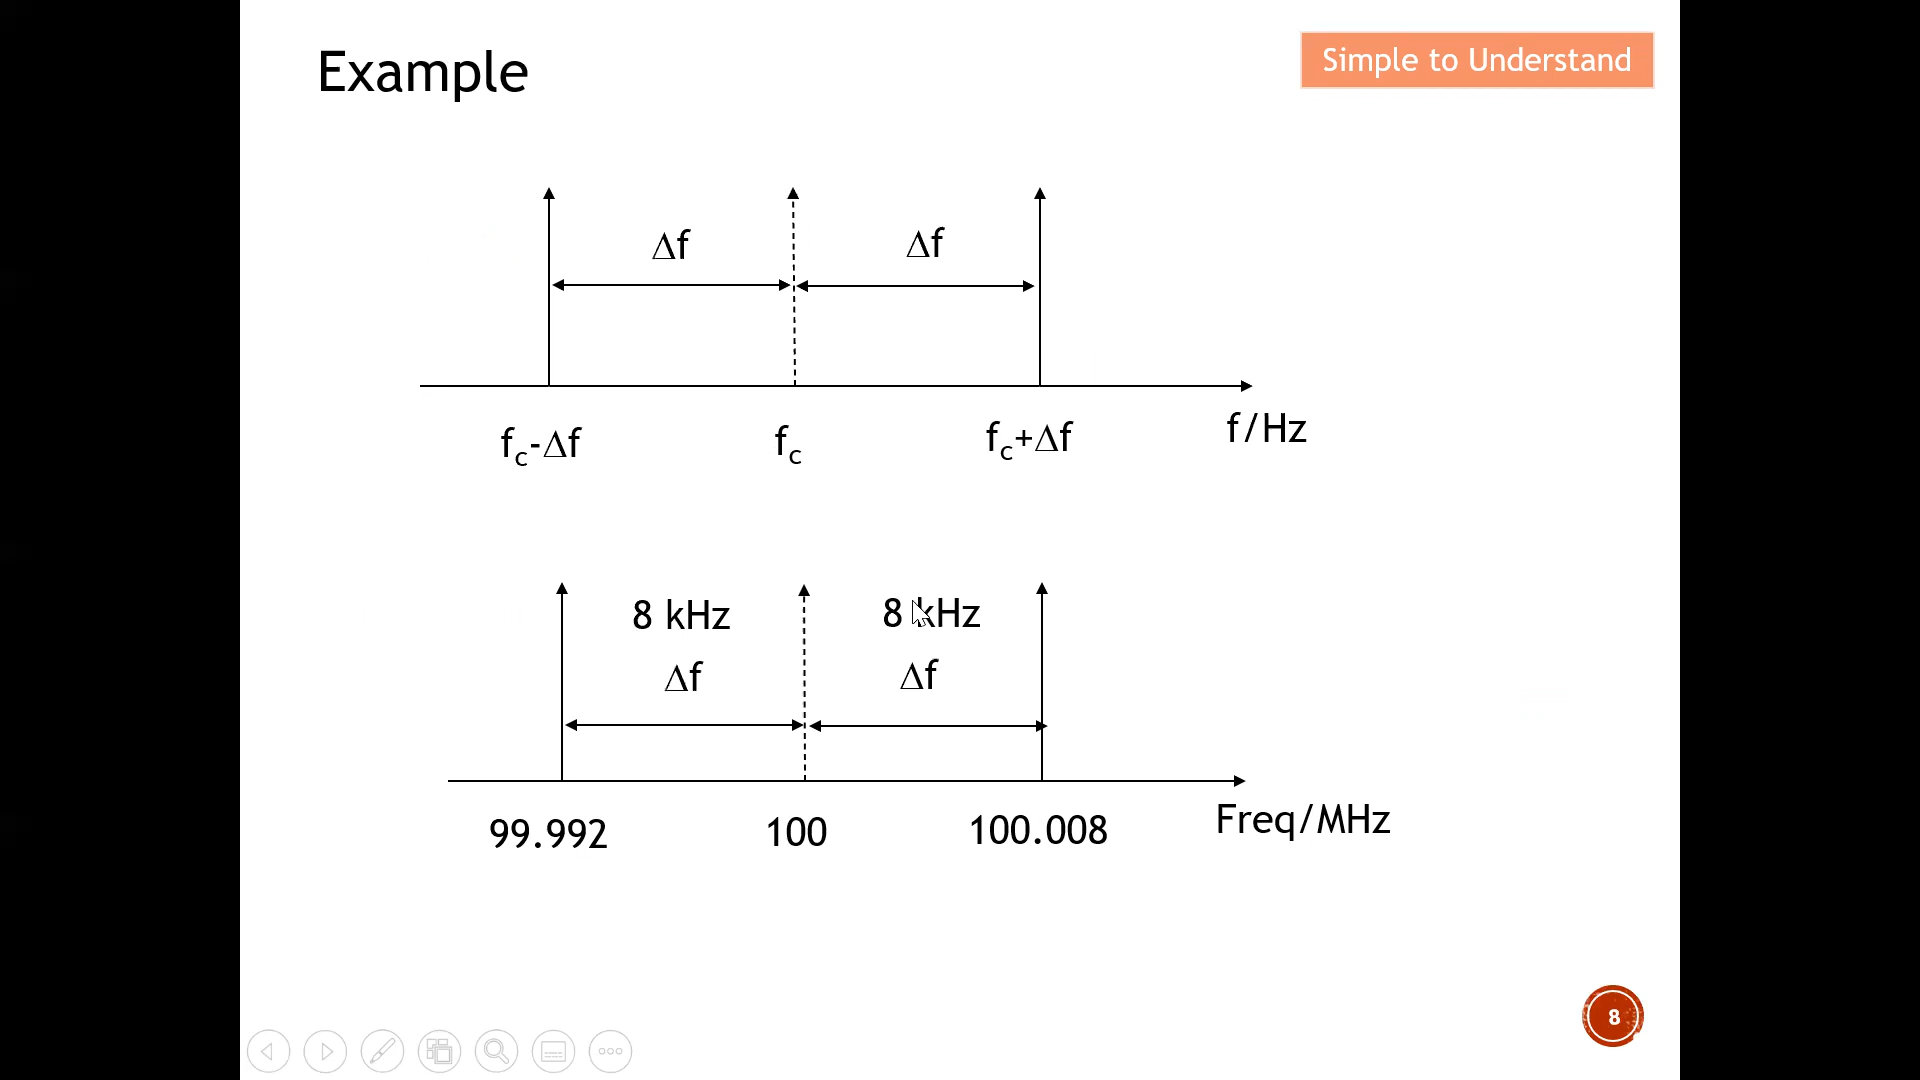 Example
Simple to Understand
Δf
Δf
fc-Δf
fc
fc+Δf
f/Hz
8 kHz
8 kHz
Δf
Δf
99.992
100
100.008
Freq/MHz
8